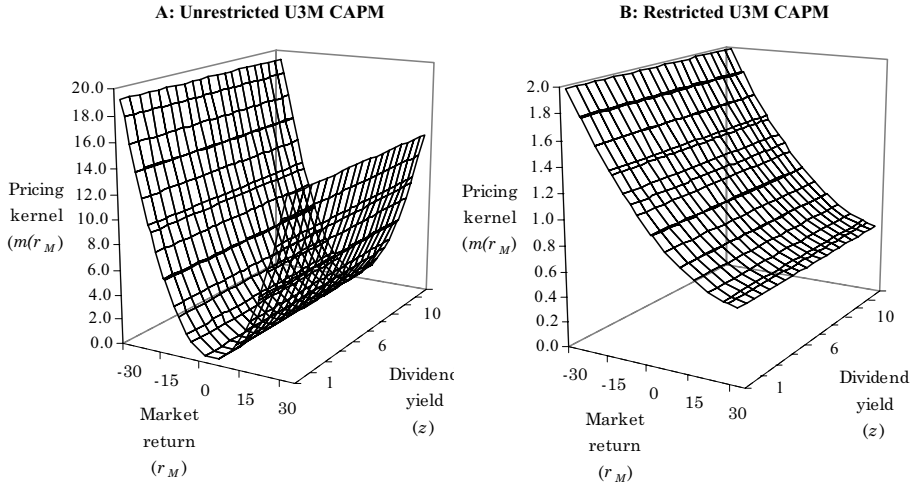 A: Unrestricted U3M CAPM
20.0
18.0
16.0
14.0
12.0
10.0
8.0
6.0
4.0
2.0
0.0
Pricing
kernel
(m(r M)
-30
-15
0
15
30
Market
return
(r M)
1
6
10
Dividend
yield
(z)
B: Restricted U3M CAPM
2.0
1.8
1.6
1.4
1.2
1.0
0.8
0.6
0.4
0.2
0.0
Pricing
kernel
(m(r M)
-30
-15
0
15
30
Market
return
(r M)
1
6
10
Dividend
yield
(z)